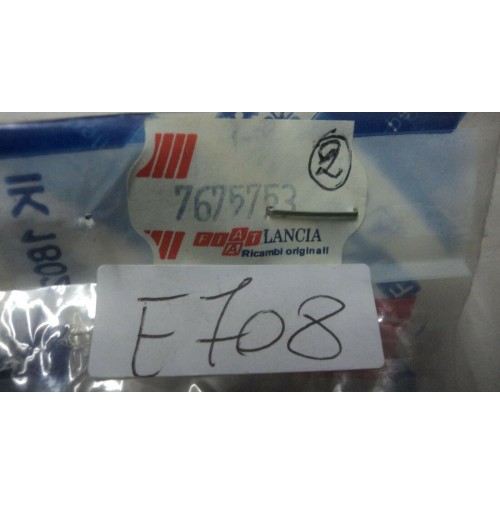 2
7675753
FIAT LANCIA
Ricambi originali
E708